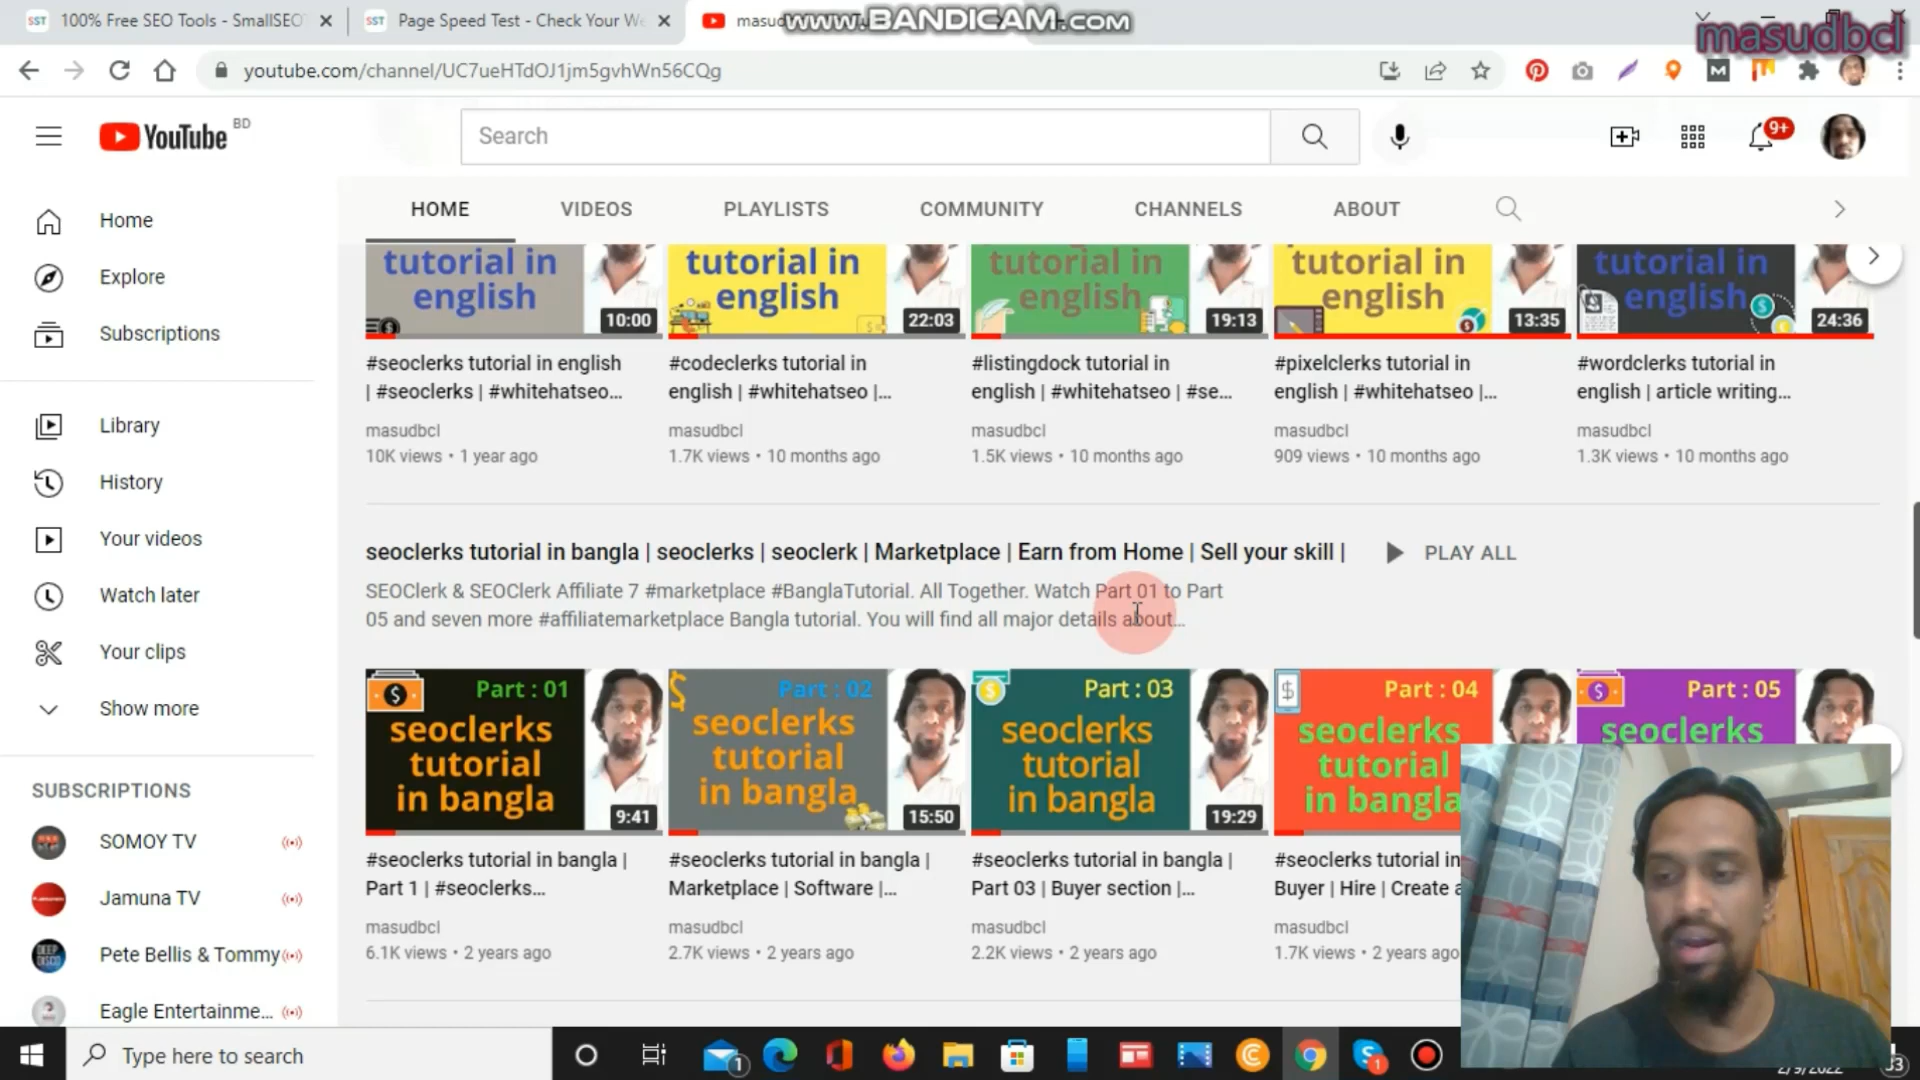 100% Free SEO Tools - SmallSEO
Page Speed Test - Check Your We
masud
www.BANDICAM.com
masudbcl
youtube.com/channel/UC7ueHTdOJ1jm5gvhWn56CQg
YouTube BD
Search
9+
Home
Explore
Subscriptions
Library
History
Your videos
Watch later
Your clips
Show more
SUBSCRIPTIONS
SOMOY TV
Jamuna TV
Pete Bellis & Tommy
Eagle Entertainme...
HOME VIDEOS PLAYLISTS COMMUNITY CHANNELS ABOUT
tutorial in
english
10:00
tutorial in
english
22:03
tutorial in
english
19:13
tutorial in
english
13:35
tutorial in
english
24:36
#seoclerks tutorial in english
| #seoclerks | #whitehatseo...
masudbcl
10K views • 1 year ago
#codeclerks tutorial in
english | #whitehatseo |...
masudbcl
1.7K views • 10 months ago
#listingdock tutorial in
english | #whitehatseo | #se...
masudbcl
1.5K views • 10 months ago
#pixelclerks tutorial in
english | #whitehatseo |...
masudbcl
909 views • 10 months ago
#wordclerks tutorial in
english | article writing...
masudbcl
1.3K views • 10 months ago
seoclerks tutorial in bangla | seoclerks | seoclerk | Marketplace | Earn from Home | Sell your skill |
PLAY ALL
SEOClerk & SEOClerk Affiliate 7 #marketplace #BanglaTutorial. All Together. Watch Part 01 to Part
05 and seven more #affiliatemarketplace Bangla tutorial. You will find all major details about...
Part : 01
seoclerks
tutorial
in bangla
9:41
Part : 02
seoclerks
tutorial
in bangla
15:50
Part : 03
seoclerks
tutorial
in bangla
19:29
Part : 04
seoclerks
tutorial
in bangla
Part : 05
seoclerks
#seoclerks tutorial in bangla |
Part 1 | #seoclerks...
masudbcl
6.1K views • 2 years ago
#seoclerks tutorial in bangla |
Marketplace | Software |...
masudbcl
2.7K views • 2 years ago
#seoclerks tutorial in bangla |
Part 03 | Buyer section |...
masudbcl
2.2K views • 2 years ago
#seoclerks tutorial in
Buyer | Hire | Create a
masudbcl
1.7K views • 2 years ago
Type here to search
2/9/2022